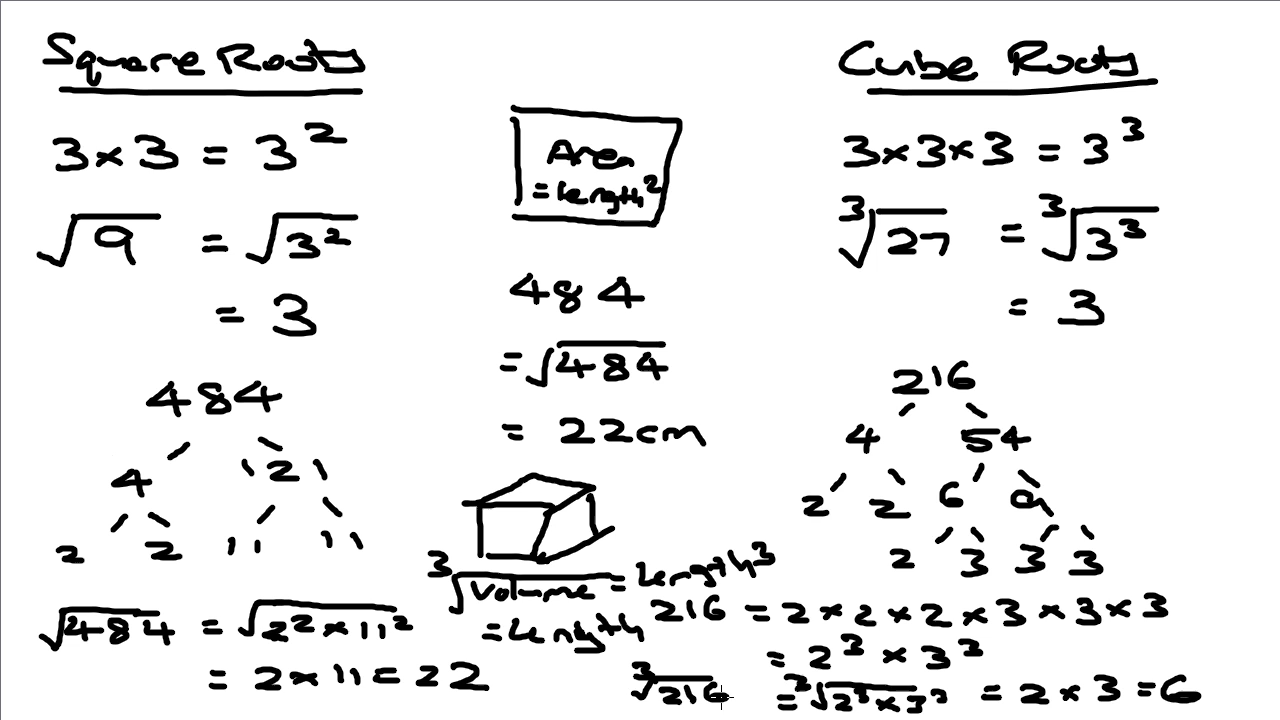 Square Roots
3×3 = 3²
√9 = √3²
= 3
484
4 121
2 2 11 11
√484 = √2²×11²
= 2×11 = 22
Area
= length²
484
= √484
= 22cm
∛Volume = Length³
= Length
Cube Roots
3×3×3 = 3³
∛27 = ∛3³
= 3
216
4 54
2 2 6 9
2 3 3 3
216 = 2×2×2×3×3×3
= 2³×3³
∛216 = ∛2³×3³ = 2×3=6